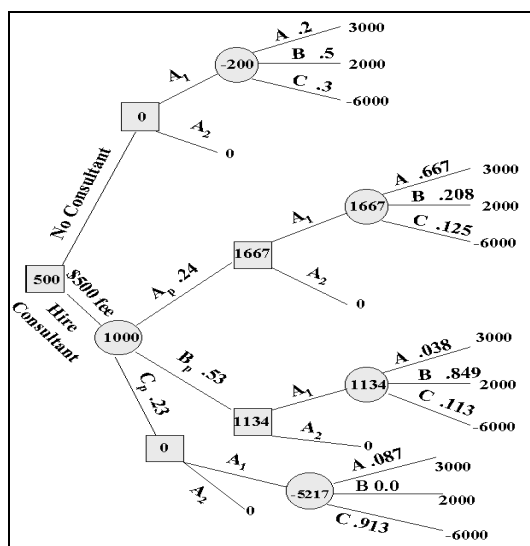 A .2 3000
B .5 2000
C .3 -6000
-200
A1
0
A2
0
No Consultant
500
$500 fee
Hire
Consultant
1000
Ap .24
1667
A1
1667
A .667 3000
B .208 2000
C .125 -6000
A2
0
Bp .53
1134
A1
1134
A .038 3000
B .849 2000
C .113 -6000
A2
0
Cp .23
0
A1
-5217
A .087 3000
B 0.0 2000
C .913 -6000
A2
0